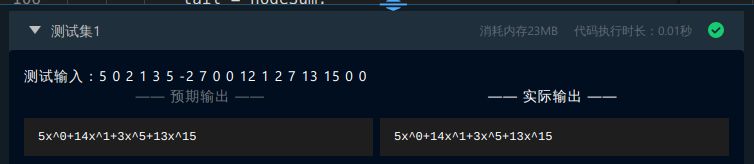 tail = nodeSum;
测试集1
消耗内存23MB 代码执行时长：0.01秒
测试输入：5 0 2 1 3 5 -2 7 0 0 12 1 2 7 13 15 0 0
—— 预期输出 —— —— 实际输出 ——
5x^0+14x^1+3x^5+13x^15 5x^0+14x^1+3x^5+13x^15